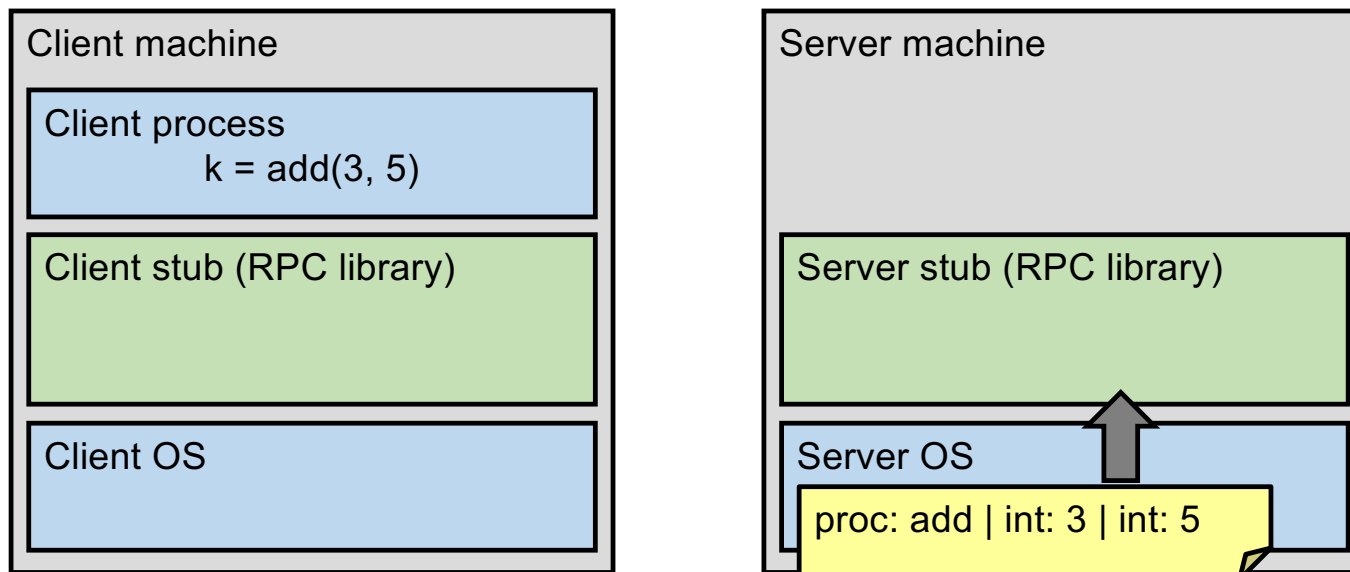 Client machine
Client process
k = add(3, 5)
Client stub (RPC library)
Client OS
Server machine
Server stub (RPC library)
Server OS
proc: add | int: 3 | int: 5